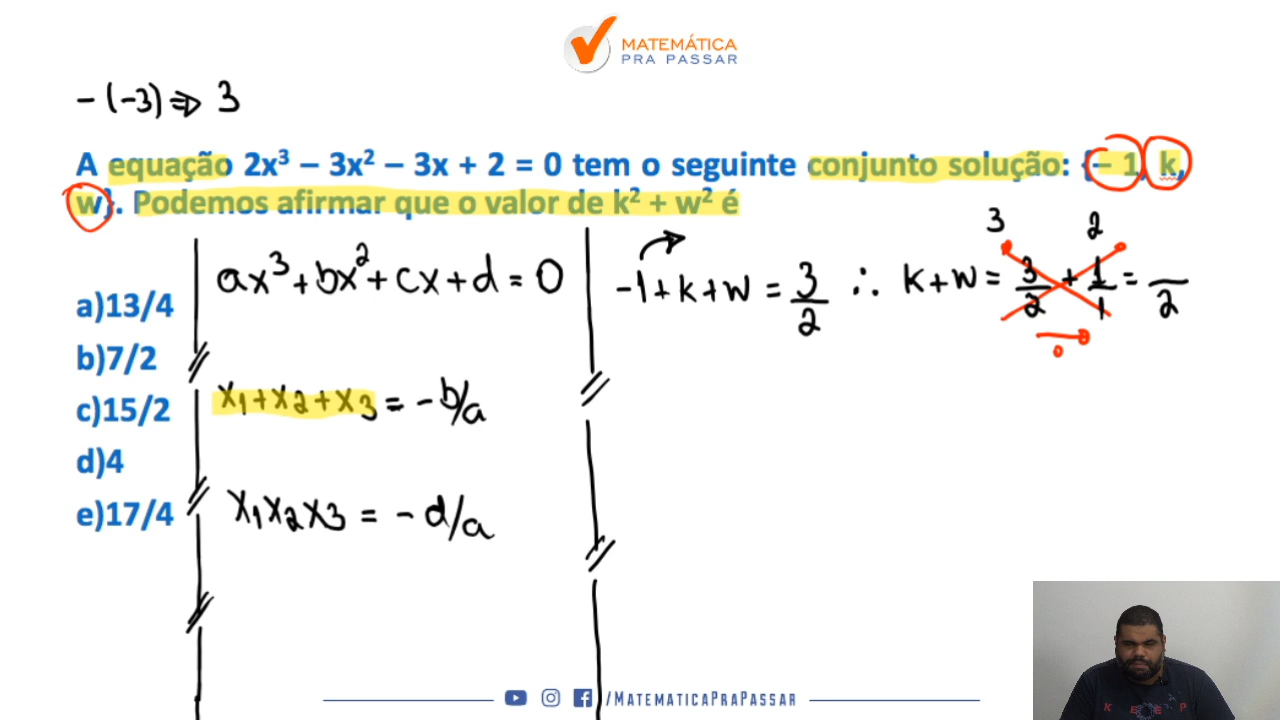 MATEMÁTICA
PRA PASSAR
-(-3) ⇒ 3
A equação 2x³ – 3x² – 3x + 2 = 0 tem o seguinte conjunto solução: {– 1, k,
w}. Podemos afirmar que o valor de k² + w² é
a)13/4
b)7/2
c)15/2
d)4
e)17/4
ax³+bx²+cx+d=0
x₁+x₂+x₃ = -b/a
x₁x₂x₃ = -d/a
3 2
-1+k+w = 3/2 ∴ k+w = 3/2 + 1/1 = /2
/MATEMATICAPRAPASSAR
K E E P